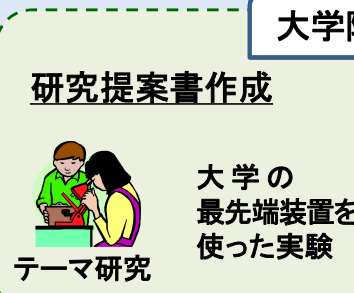 大学
研究提案書作成
大学の
最先端装置を
使った実験
テーマ研究